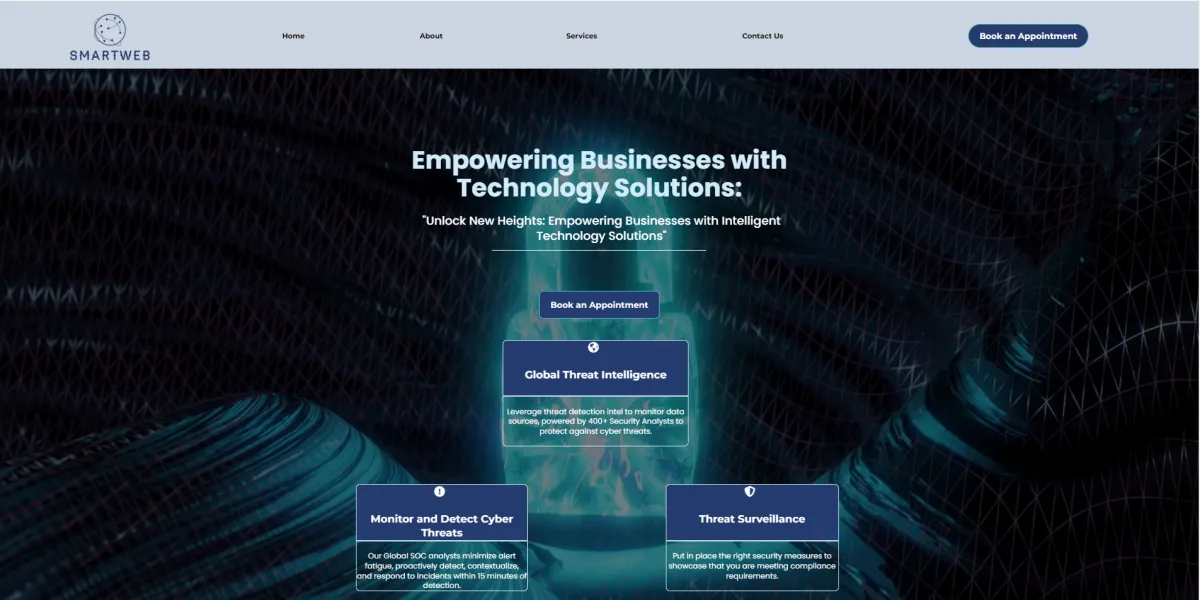 SMARTWEB
Home
About
Services
Contact Us
Book an Appointment
Empowering Businesses with
Technology Solutions:
"Unlock New Heights: Empowering Businesses with Intelligent
Technology Solutions"
Book an Appointment
Global Threat Intelligence
Leverage threat detection intel to monitor data
sources, powered by 400+ Security Analysts to
protect against cyber threats.
Monitor and Detect Cyber
Threats
Our Global SOC analysts minimize alert
fatigue, proactively detect, contextualize,
and respond to incidents within 15 minutes of
detection.
Threat Surveillance
Put in place the right security measures to
showcase that you are meeting compliance
requirements.